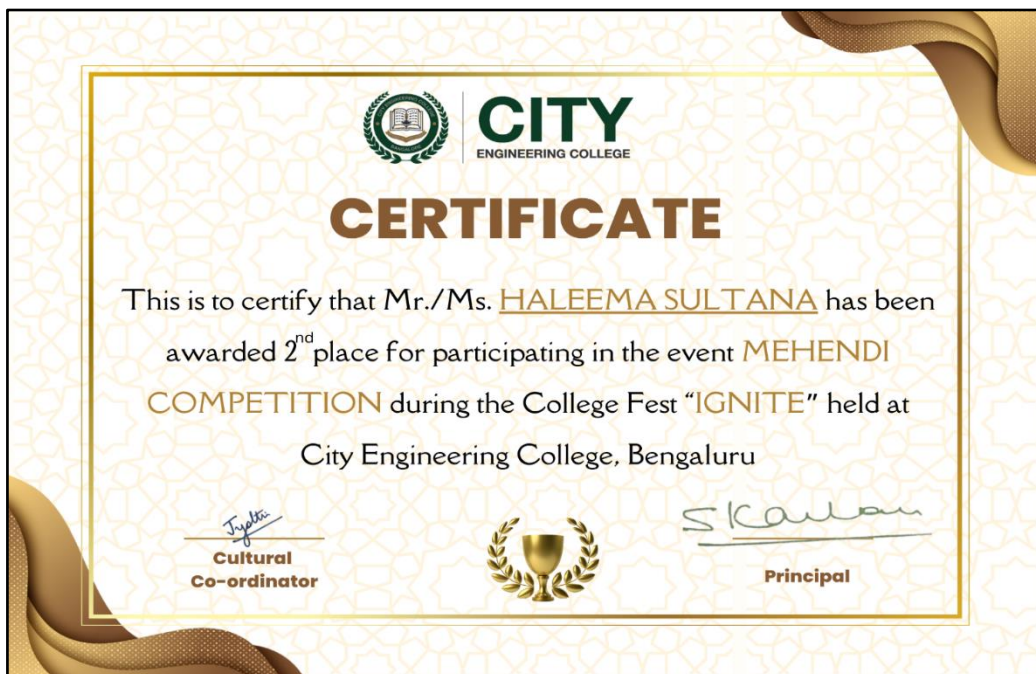 CITY
ENGINEERING COLLEGE
CERTIFICATE
This is to certify that Mr./Ms. HALEEMA SULTANA has been
awarded 2nd place for participating in the event MEHENDI
COMPETITION during the College Fest “IGNITE" held at
City Engineering College, Bengaluru
Jyothi
Cultural
Co-ordinator
Principal